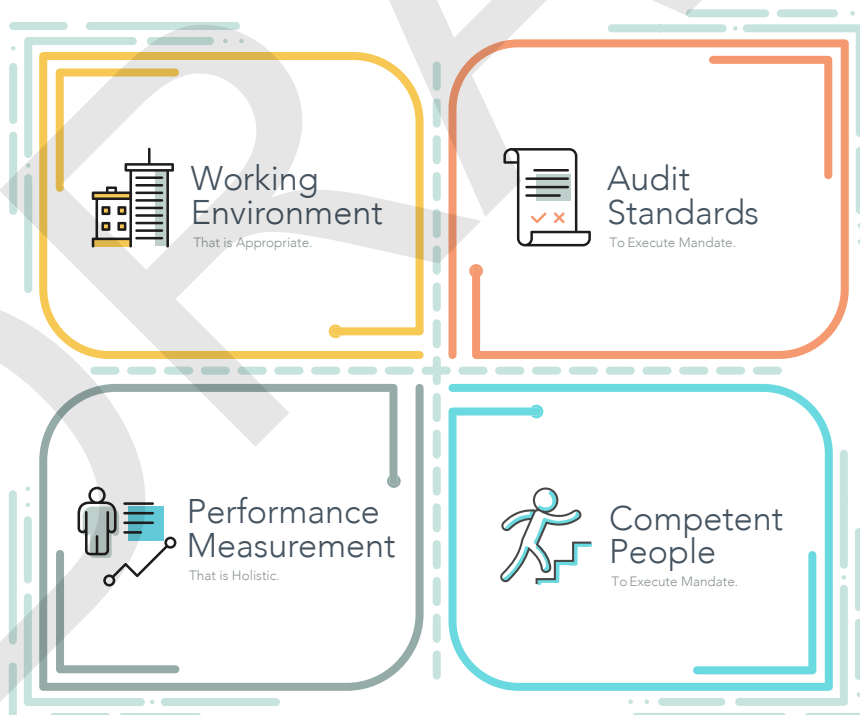 Working
Environment
That is Appropriate.
Audit
Standards
To Execute Mandate.
Performance
Measurement
That is Holistic.
Competent
People
To Execute Mandate.